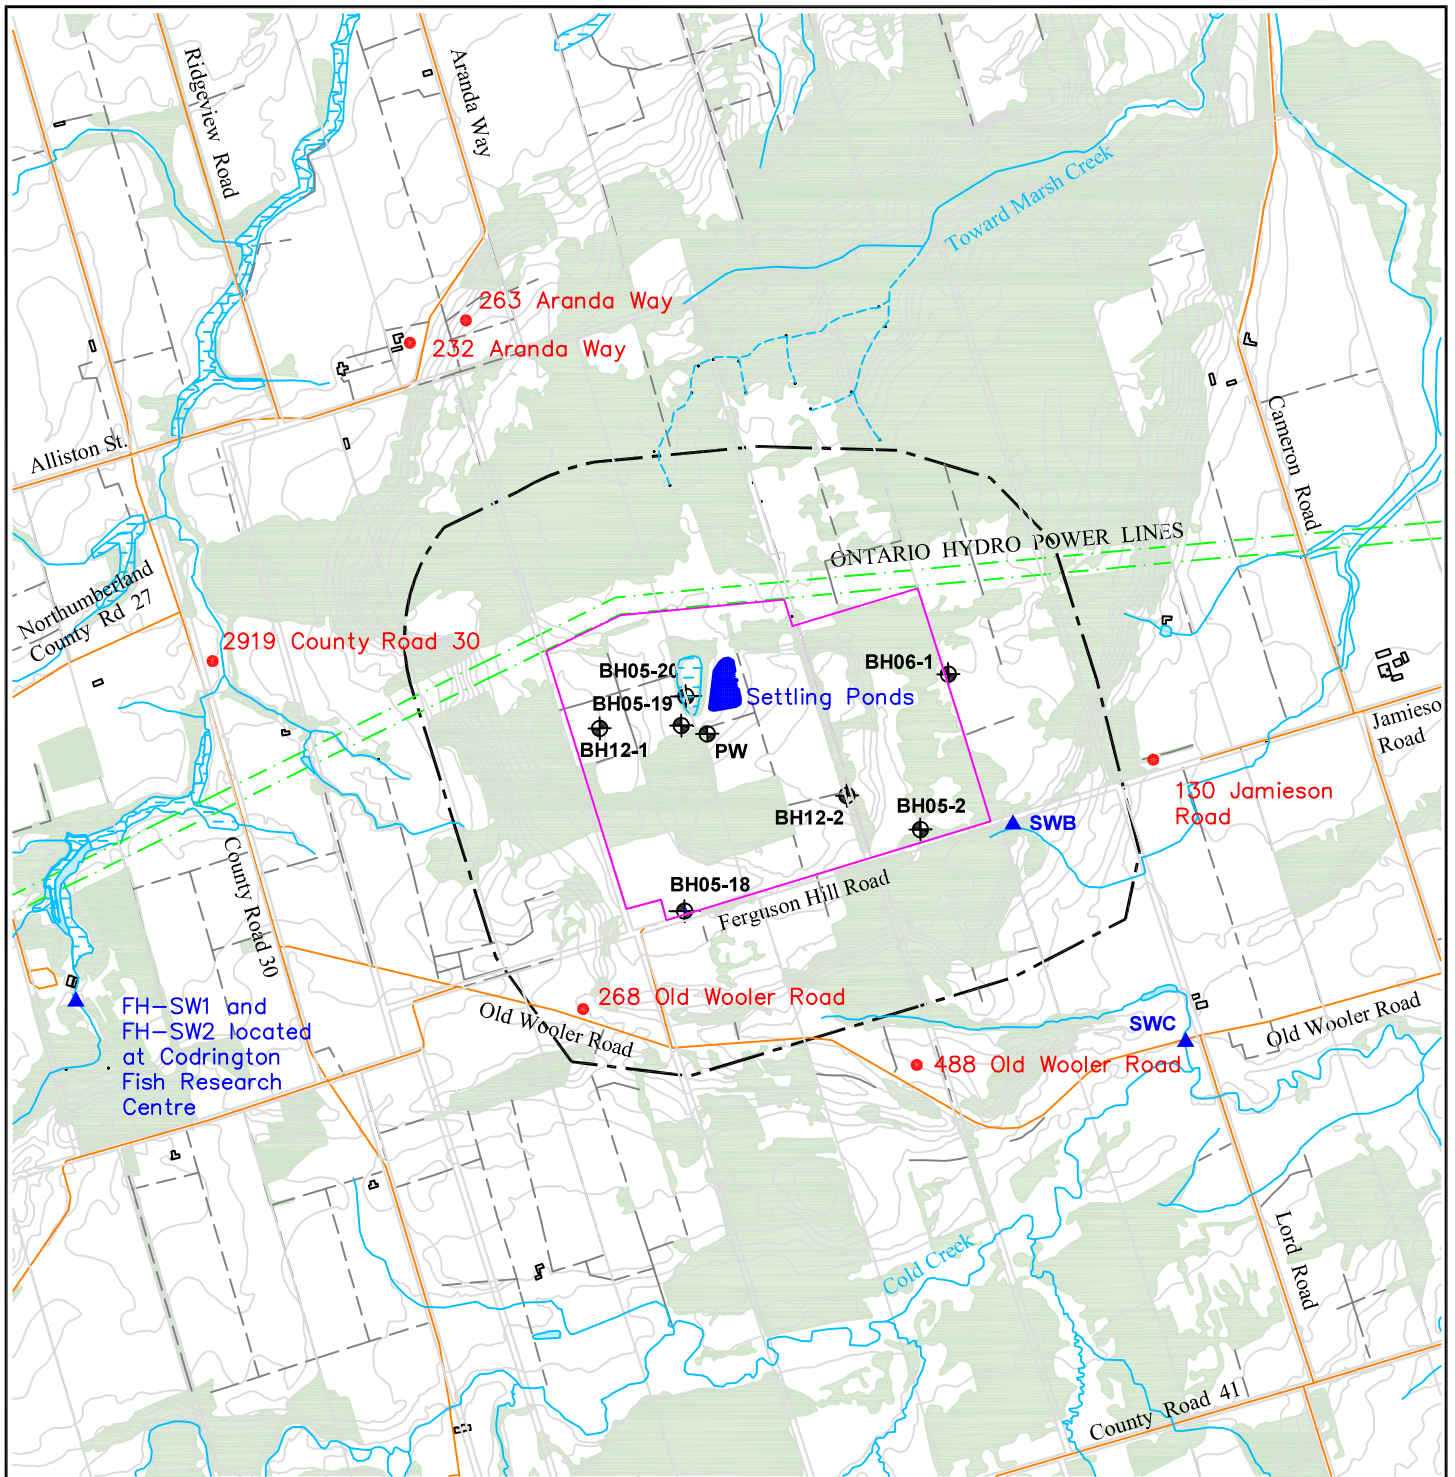 Ridgeview Road
Aranda Way
Toward Marsh Creek
263 Aranda Way
232 Aranda Way
Alliston St.
Cameron Road
ONTARIO HYDRO POWER LINES
Northumberland
County Rd 27
2919 County Road 30
BH05-20
BH06-1
Settling Ponds
BH05-19
BH12-1
PW
Jamieso
Road
130 Jamieson
Road
BH12-2
BH05-2
SWB
County Road 30
BH05-18
Ferguson Hill Road
268 Old Wooler Road
Old Wooler Road
FH-SW1 and
FH-SW2 located
at Codrington
Fish Research
Centre
SWC
Old Wooler Road
488 Old Wooler Road
Cold Creek
Lord Road
County Road 41